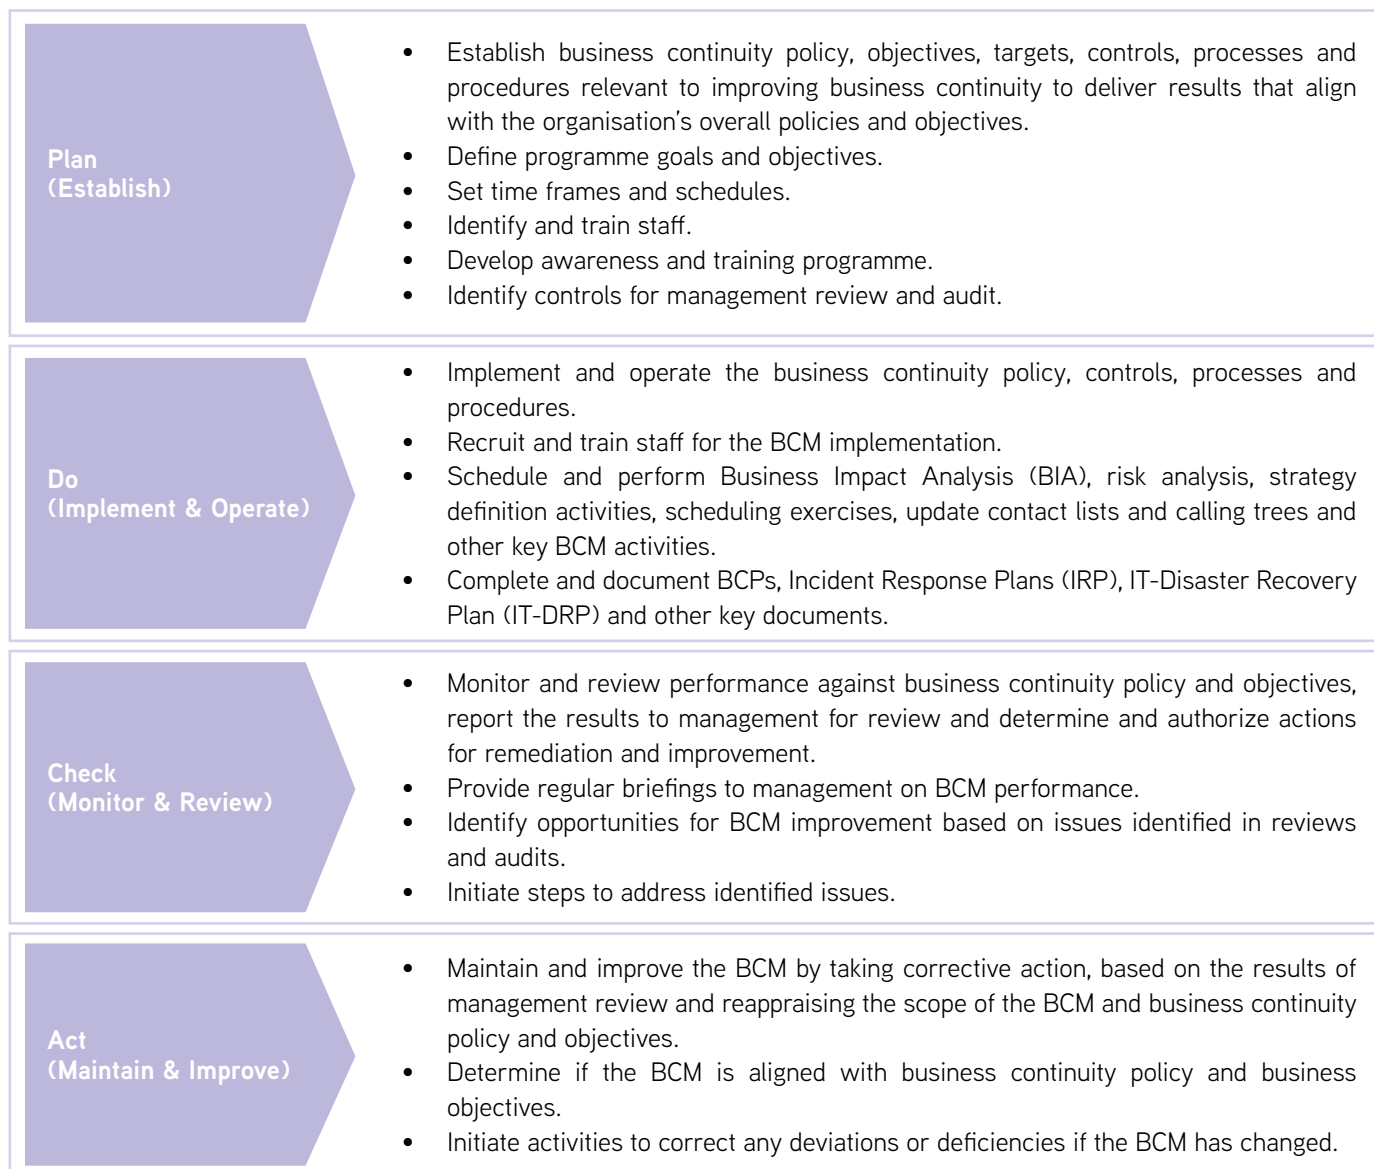 Plan
(Establish)
• Establish business continuity policy, objectives, targets, controls, processes and
procedures relevant to improving business continuity to deliver results that align
with the organisation’s overall policies and objectives.
• Define programme goals and objectives.
• Set time frames and schedules.
• Identify and train staff.
• Develop awareness and training programme.
• Identify controls for management review and audit.
Do
(Implement & Operate)
• Implement and operate the business continuity policy, controls, processes and
procedures.
• Recruit and train staff for the BCM implementation.
• Schedule and perform Business Impact Analysis (BIA), risk analysis, strategy
definition activities, scheduling exercises, update contact lists and calling trees and
other key BCM activities.
• Complete and document BCPs, Incident Response Plans (IRP), IT-Disaster Recovery
Plan (IT-DRP) and other key documents.
Check
(Monitor & Review)
• Monitor and review performance against business continuity policy and objectives,
report the results to management for review and determine and authorize actions
for remediation and improvement.
• Provide regular briefings to management on BCM performance.
• Identify opportunities for BCM improvement based on issues identified in reviews
and audits.
• Initiate steps to address identified issues.
Act
(Maintain & Improve)
• Maintain and improve the BCM by taking corrective action, based on the results of
management review and reappraising the scope of the BCM and business continuity
policy and objectives.
• Determine if the BCM is aligned with business continuity policy and business
objectives.
• Initiate activities to correct any deviations or deficiencies if the BCM has changed.